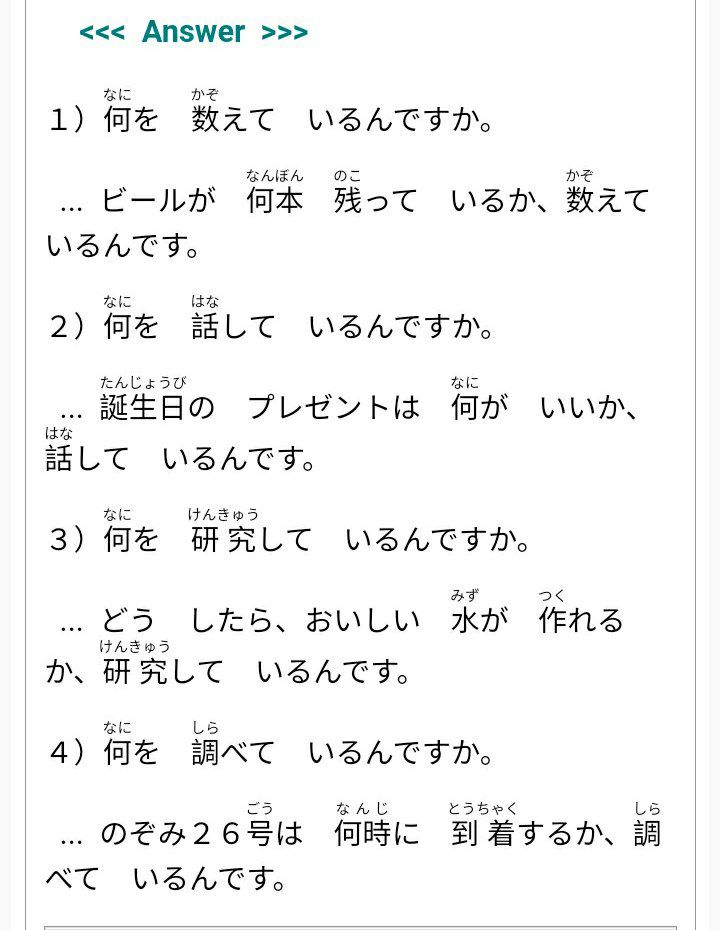 <<< Answer >>>
なに かぞ
１）何を　数えて　いるんですか。
なんぼん のこ かぞ
… ビールが　何本　残って　いるか、数えて
いるんです。
なに はな
２）何を　話して　いるんですか。
たんじょうび なに
… 誕生日の　プレゼントは　何が　いいか、
はな
話して　いるんです。
なに けんきゅう
３）何を　研究して　いるんですか。
みず つく
… どう　したら、おいしい　水が　作れる
けんきゅう
か、研究して　いるんです。
なに しら
４）何を　調べて　いるんですか。
ごう なんじ とうちゃく しら
… のぞみ２６号は　何時に　到着するか、調
べて　いるんです。